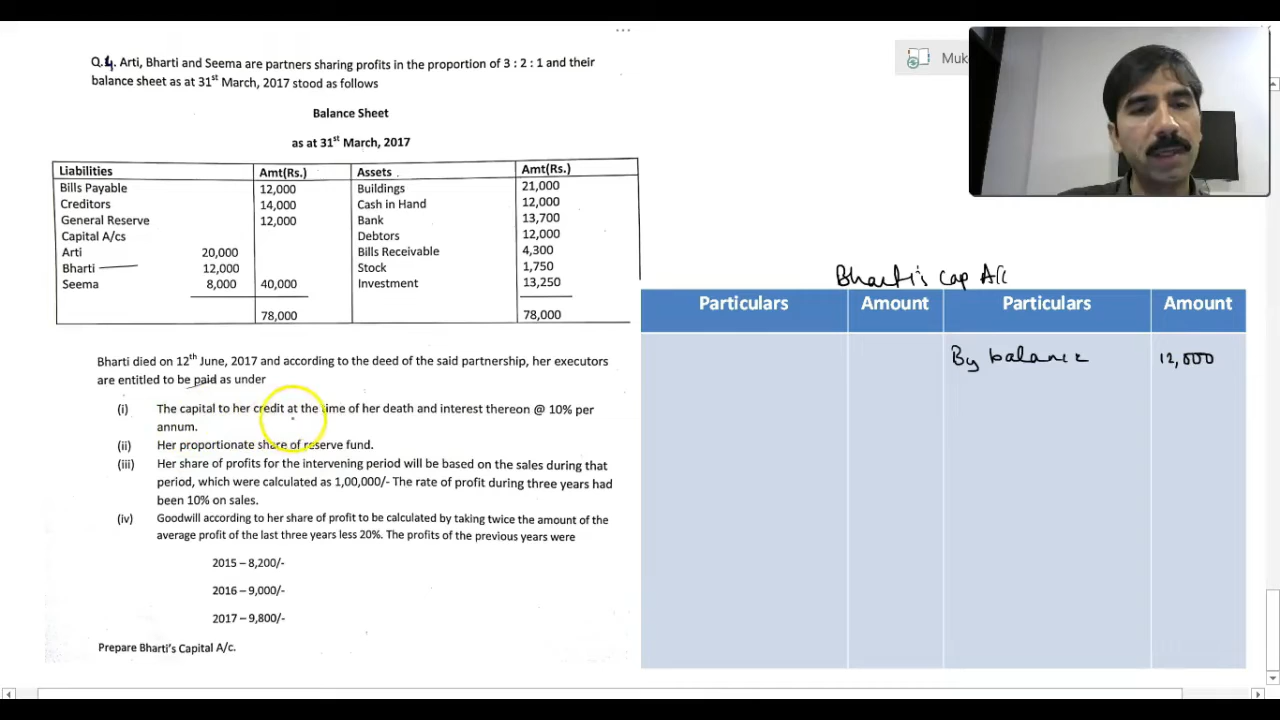 Q.4. Arti, Bharti and Seema are partners sharing profits in the proportion of 3 : 2 : 1 and their
balance sheet as at 31st March, 2017 stood as follows
Balance Sheet
as at 31st March, 2017
Liabilities Amt(Rs.) Assets Amt(Rs.)
Bills Payable 12,000 Buildings 21,000
Creditors 14,000 Cash in Hand 12,000
General Reserve 12,000 Bank 13,700
Capital A/cs Debtors 12,000
Arti 20,000 Bills Receivable 4,300
Bharti 12,000 Stock 1,750
Seema 8,000 40,000 Investment 13,250
78,000 78,000
Bharti died on 12th June, 2017 and according to the deed of the said partnership, her executors
are entitled to be paid as under
(i) The capital to her credit at the time of her death and interest thereon @ 10% per
annum.
(ii) Her proportionate share of reserve fund.
(iii) Her share of profits for the intervening period will be based on the sales during that
period, which were calculated as 1,00,000/- The rate of profit during three years had
been 10% on sales.
(iv) Goodwill according to her share of profit to be calculated by taking twice the amount of the
average profit of the last three years less 20%. The profits of the previous years were
2015 – 8,200/-
2016 – 9,000/-
2017 – 9,800/-
Prepare Bharti's Capital A/c.
Muk
Bharti's Cap A/c
Particulars Amount Particulars Amount
By balance 12,000